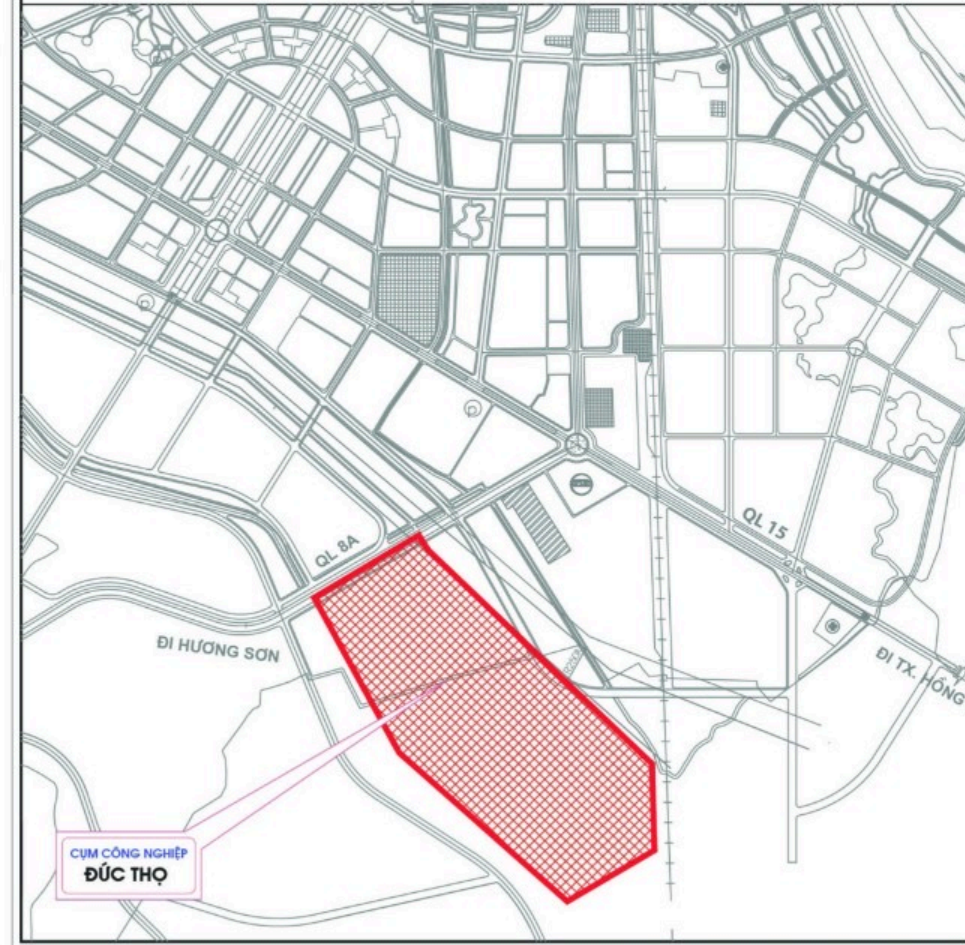 QL 8A
QL 15
ĐI HƯƠNG SƠN
ĐI TX. HỒNG
CỤM CÔNG NGHIỆP
ĐỨC THỌ